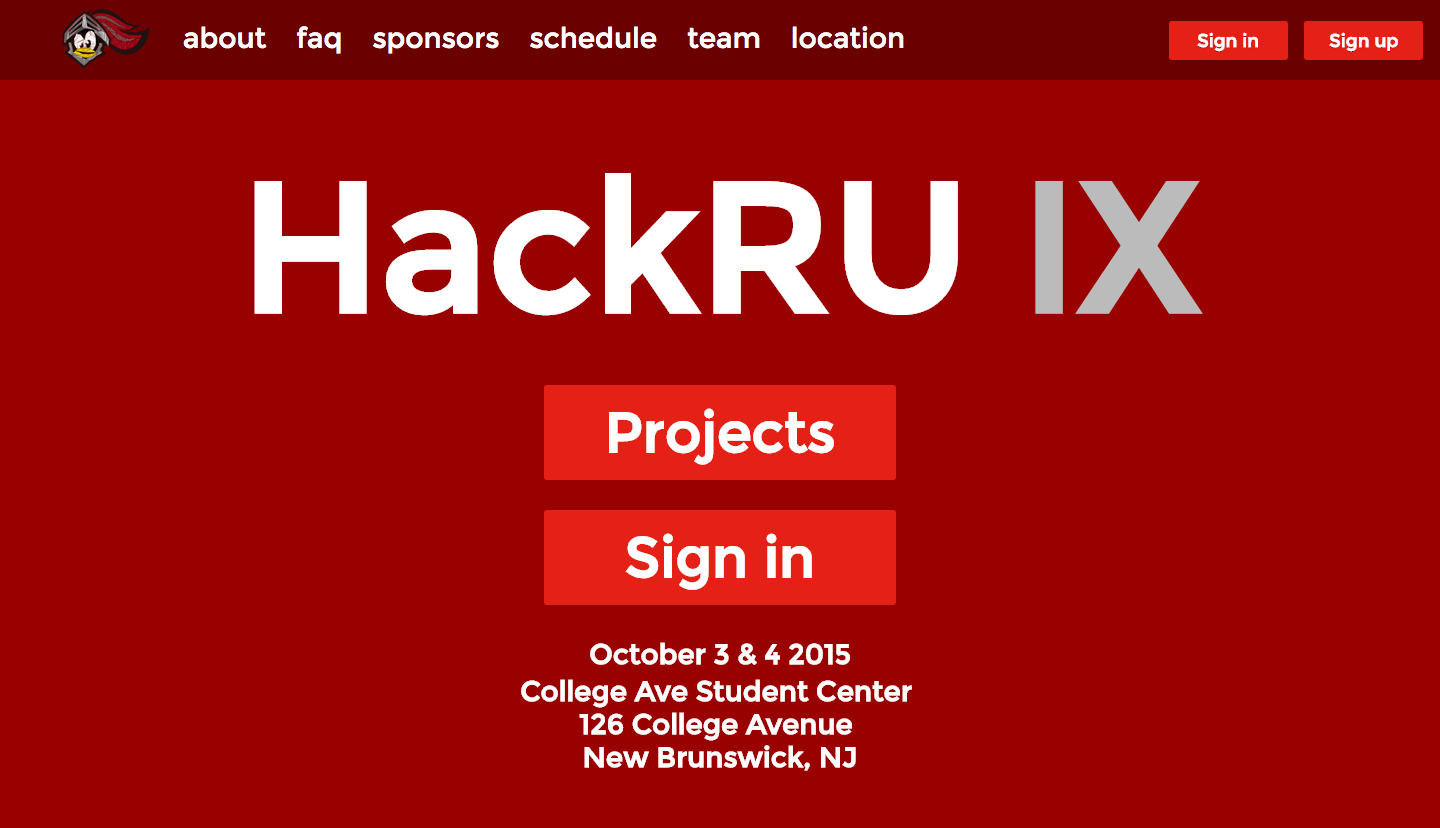 about faq sponsors schedule team location Sign in Sign up
HackRU IX
Projects
Sign in
October 3 & 4 2015
College Ave Student Center
126 College Avenue
New Brunswick, NJ